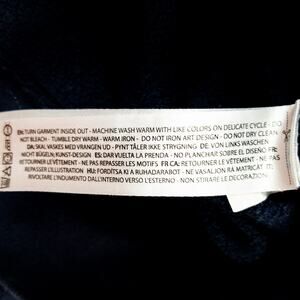 EN: TURN GARMENT INSIDE OUT - MACHINE WASH WARM WITH LIKE COLORS ON DELICATE CYCLE - DO
NOT BLEACH - TUMBLE DRY WARM - WARM IRON - DO NOT IRON ART DESIGN - DO NOT DRY CLEAN
DA: SKAL VASKES MED VRANGEN UD - PYNT TÅLER IKKE STRYGNING DE: VON LINKS WASCHEN
NICHT BÜGELN; KUNST-DESIGN ES: DAR VUELTA LA PRENDA - NO PLANCHAR SOBRE EL DISEÑO FR:
RETOURNER LE VÊTEMENT - NE PAS REPASSER LES MOTIFS FR CA: RETOURNER LE VÊTEMENT - NE PAS
REPASSER L'ILLUSTRATION HU: FORDÍTSA KI A RUHADARABOT - NE VASALJON RÁ MATRICÁT IT:
RIVOLTARE L'INDUMENTO DALL'INTERNO VERSO L'ESTERNO - NON STIRARE LE DECORAZIONI